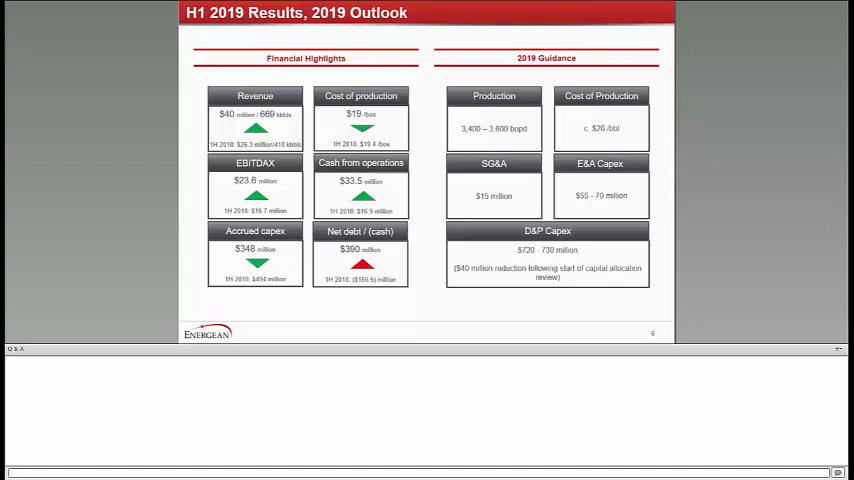 H1 2019 Results, 2019 Outlook
Financial Highlights
2019 Guidance
Revenue
$40 million / 669 kbbls
1H 2018: $26.3 million/418 kbbls
Cost of production
$19 /boe
1H 2018: $19.4 /boe
EBITDAX
$23.6 million
1H 2018: $16.7 million
Cash from operations
$33.5 million
1H 2018: $16.9 million
Accrued capex
$348 million
1H 2018: $494 million
Net debt / (cash)
$390 million
1H 2018: ($166.5) million
Production
3,400 – 3,600 bopd
Cost of Production
c. $20 /bbl
SG&A
$15 million
E&A Capex
$55 - 70 million
D&P Capex
$720 - 730 million
($40 million reduction following start of capital allocation
review)
ENERGEAN
6
Q & A